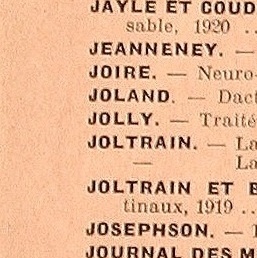 JAYLE ET COUD
sable, 1920 ..
JEANNENEY. —
JOIRE. — Neuro-
JOLAND. — Dact
JOLLY. — Traité
JOLTRAIN. — La
— La
JOLTRAIN ET
tinaux, 1919 ..
JOSEPHSON. —
JOURNAL DES M